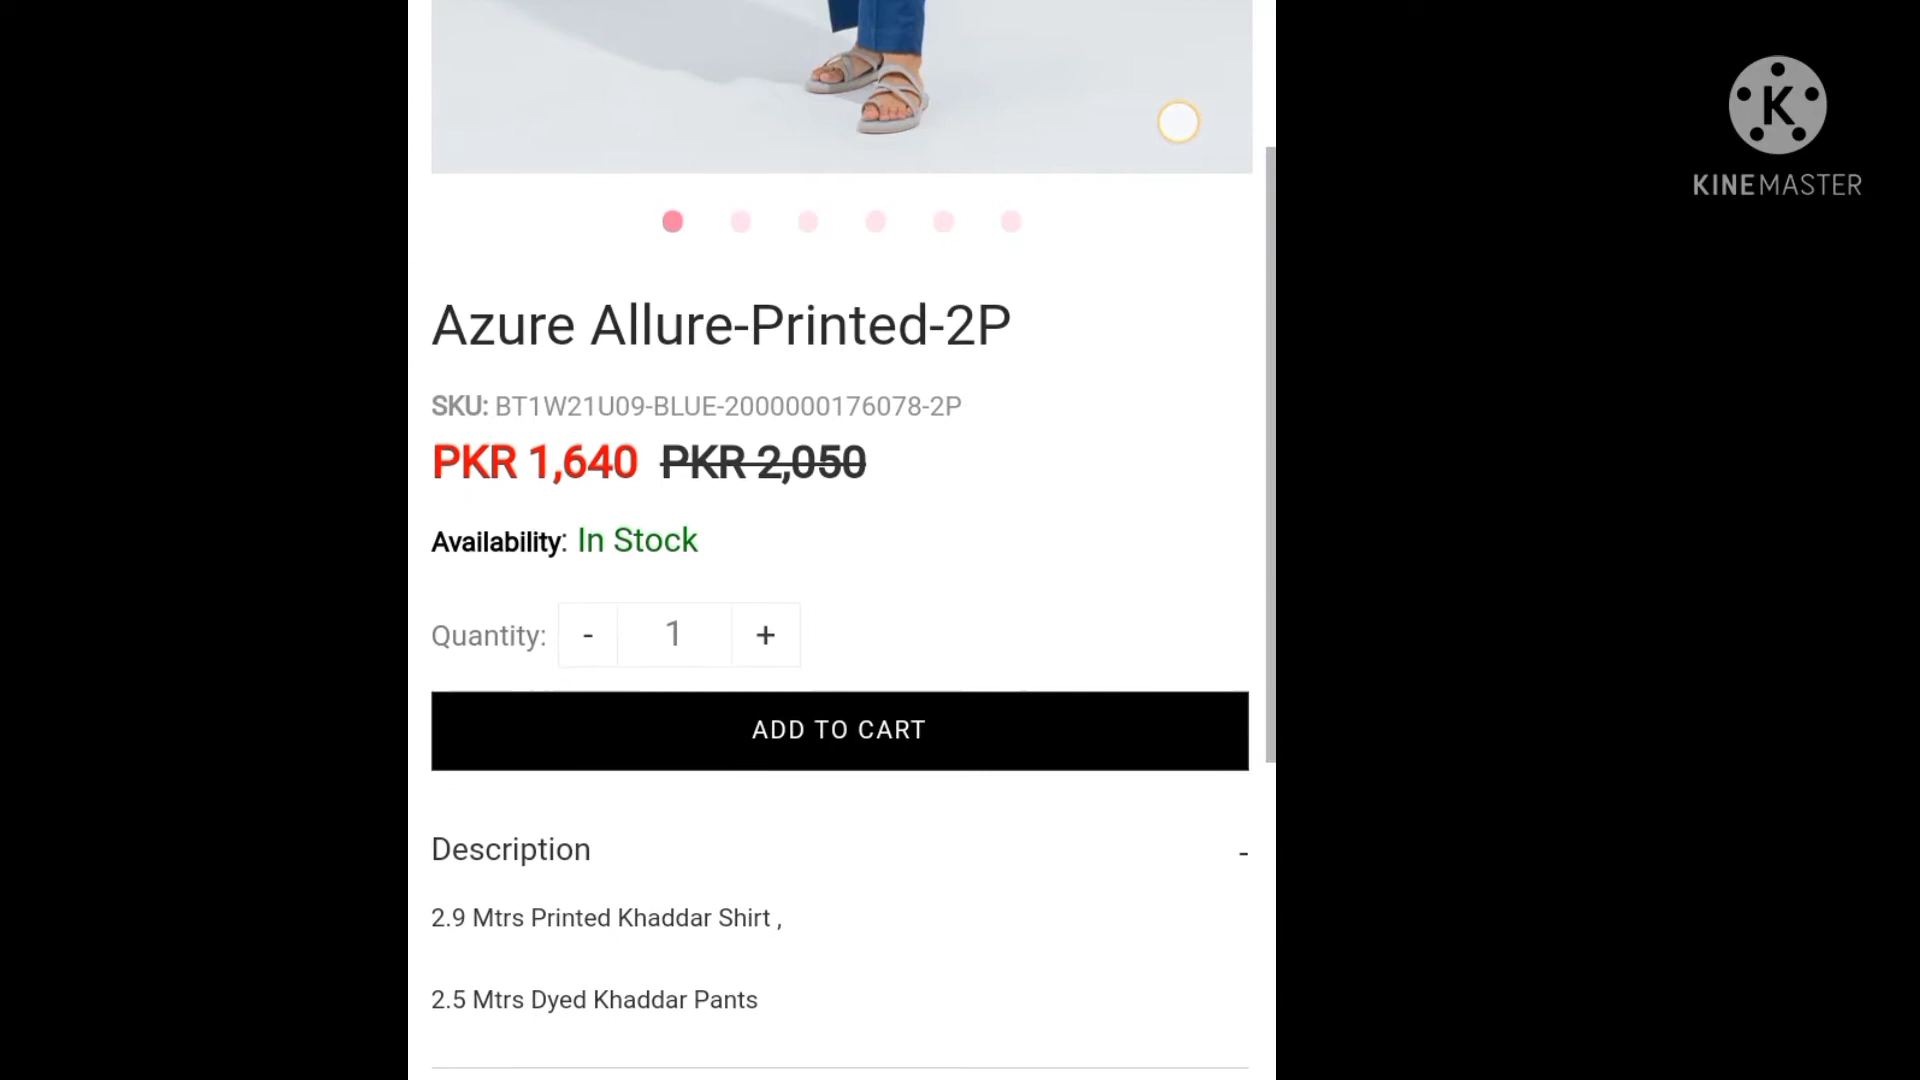 K
KINEMASTER
Azure Allure-Printed-2P
SKU: BT1W21U09-BLUE-2000000176078-2P
PKR 1,640 PKR 2,050
Availability: In Stock
Quantity: - 1 +
ADD TO CART
Description -
2.9 Mtrs Printed Khaddar Shirt ,
2.5 Mtrs Dyed Khaddar Pants